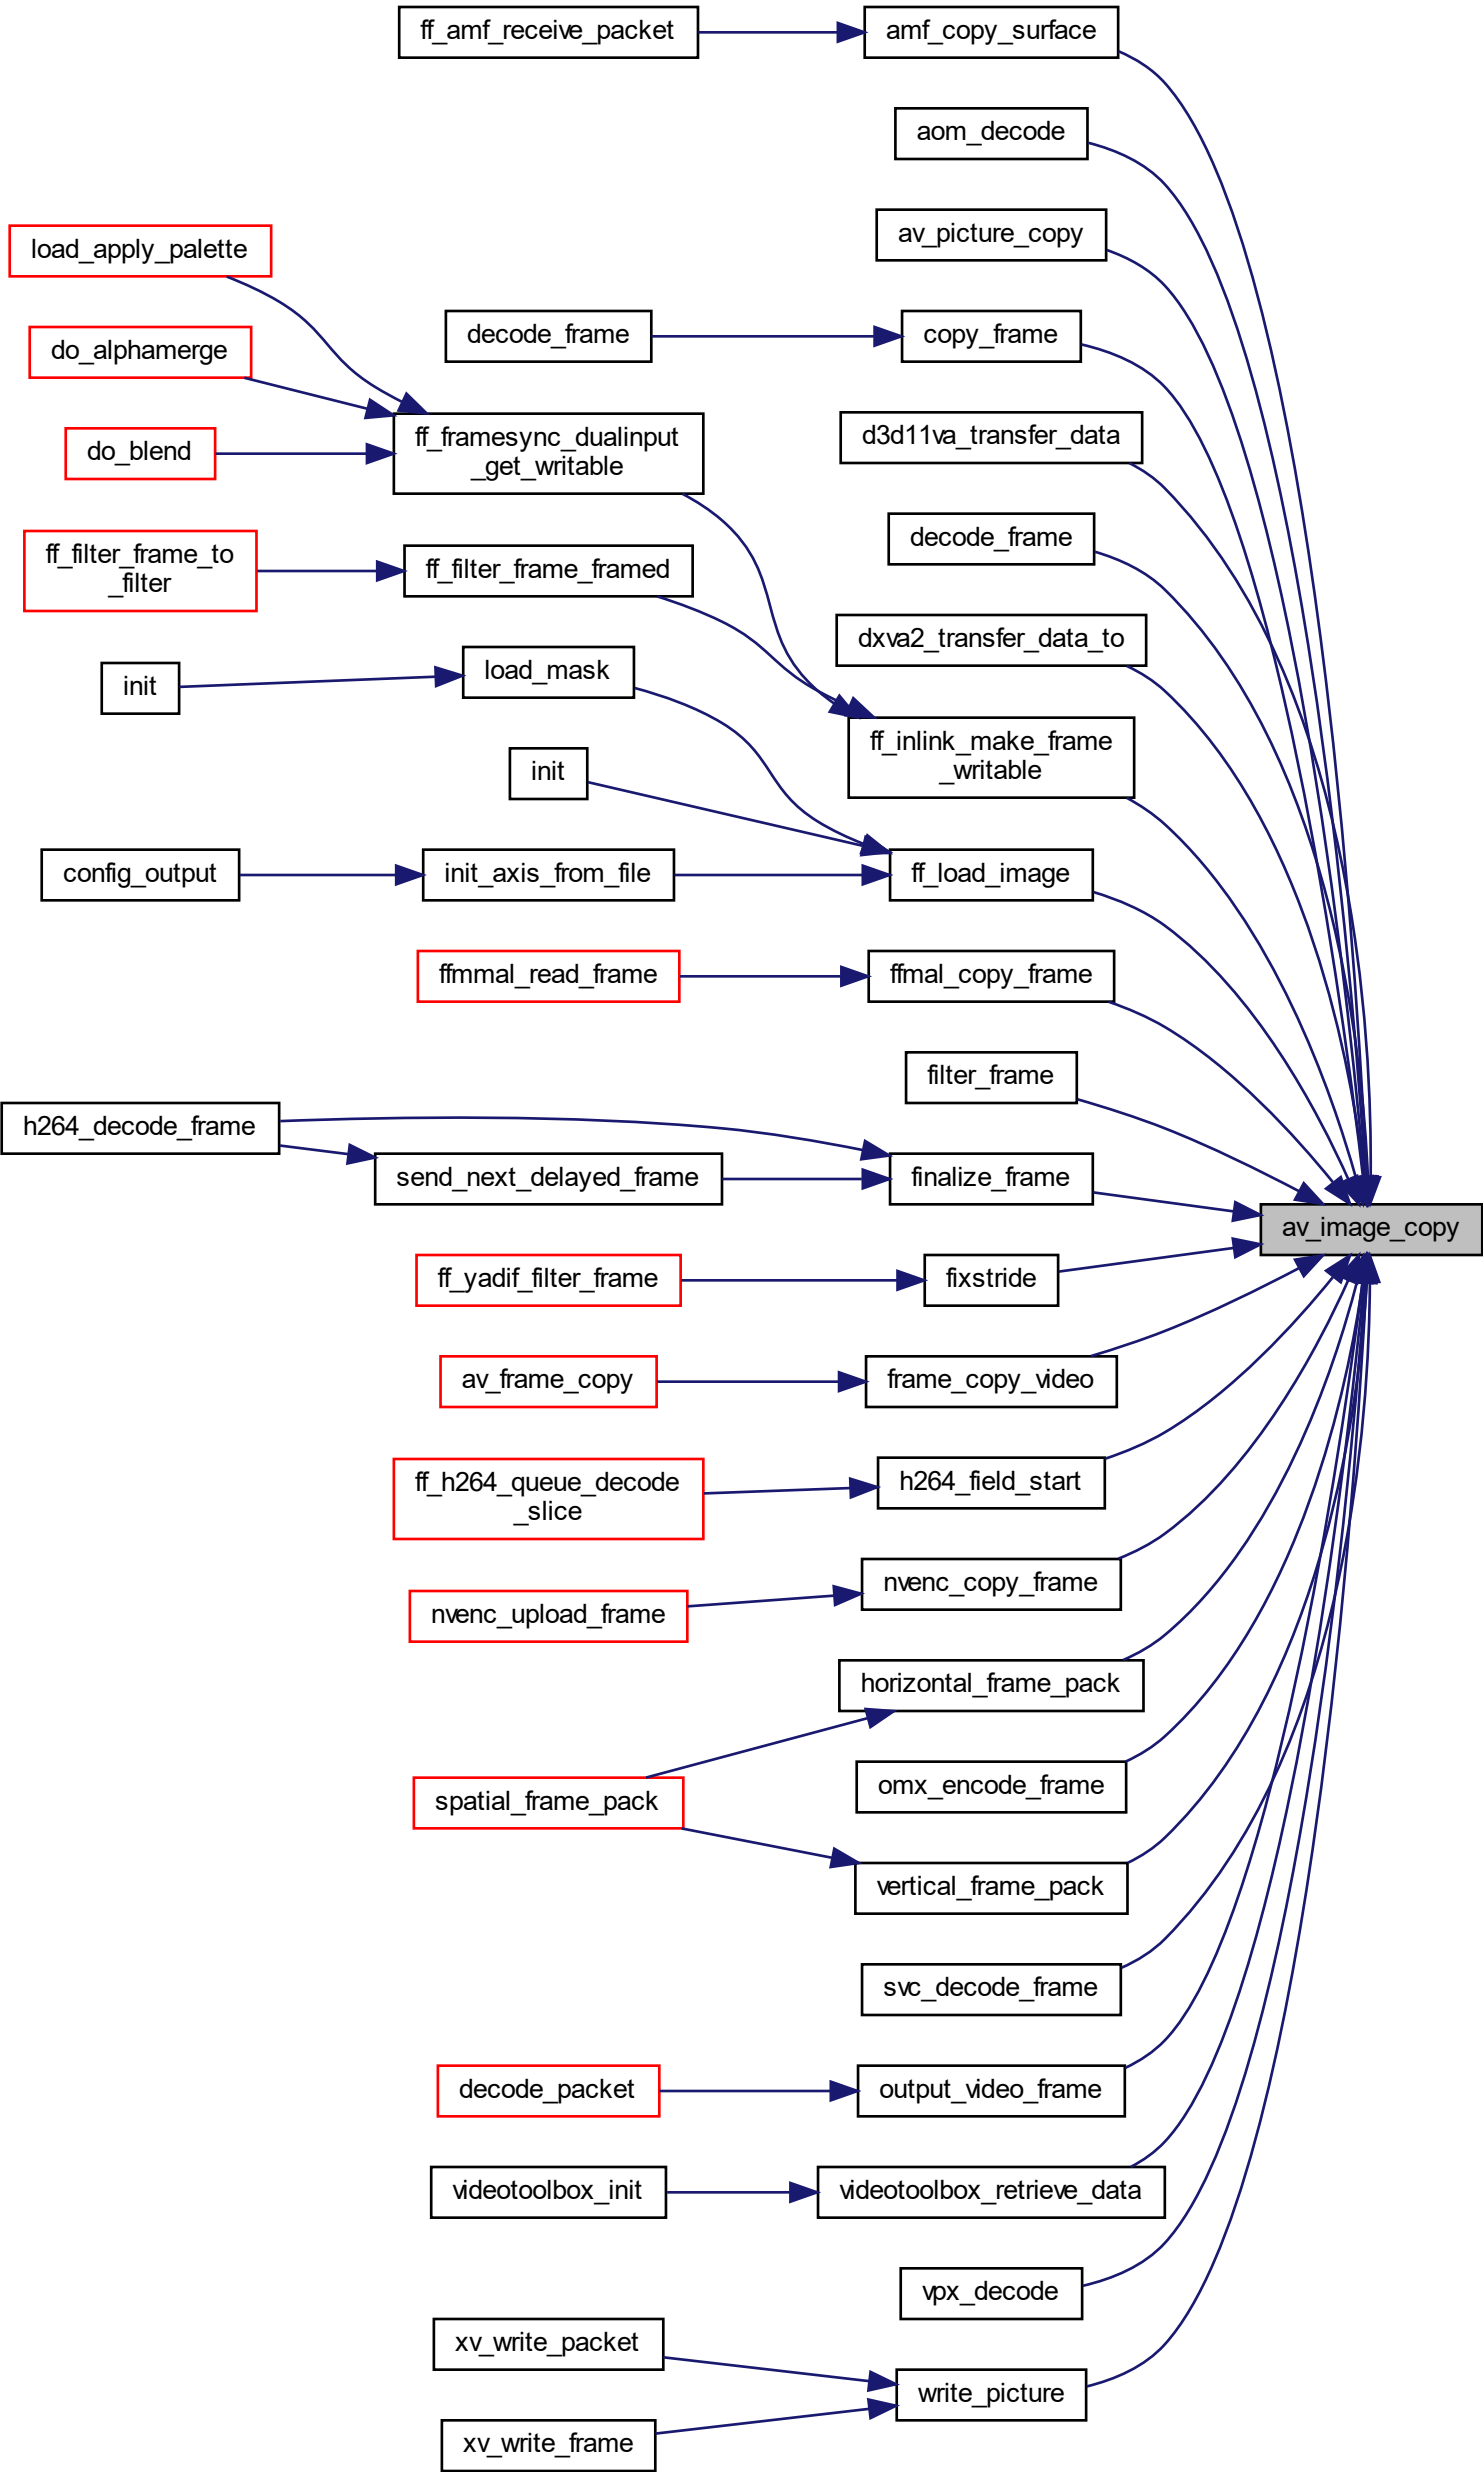 ff_amf_receive_packet
amf_copy_surface
aom_decode
av_picture_copy
load_apply_palette
decode_frame
copy_frame
do_alphamerge
d3d11va_transfer_data
ff_framesync_dualinput
_get_writable
do_blend
decode_frame
ff_filter_frame_to
_filter
ff_filter_frame_framed
dxva2_transfer_data_to
load_mask
init
ff_inlink_make_frame
_writable
init
config_output
init_axis_from_file
ff_load_image
ffmmal_read_frame
ffmal_copy_frame
filter_frame
h264_decode_frame
send_next_delayed_frame
finalize_frame
av_image_copy
ff_yadif_filter_frame
fixstride
av_frame_copy
frame_copy_video
ff_h264_queue_decode
_slice
h264_field_start
nvenc_upload_frame
nvenc_copy_frame
horizontal_frame_pack
omx_encode_frame
spatial_frame_pack
vertical_frame_pack
svc_decode_frame
decode_packet
output_video_frame
videotoolbox_init
videotoolbox_retrieve_data
vpx_decode
xv_write_packet
write_picture
xv_write_frame